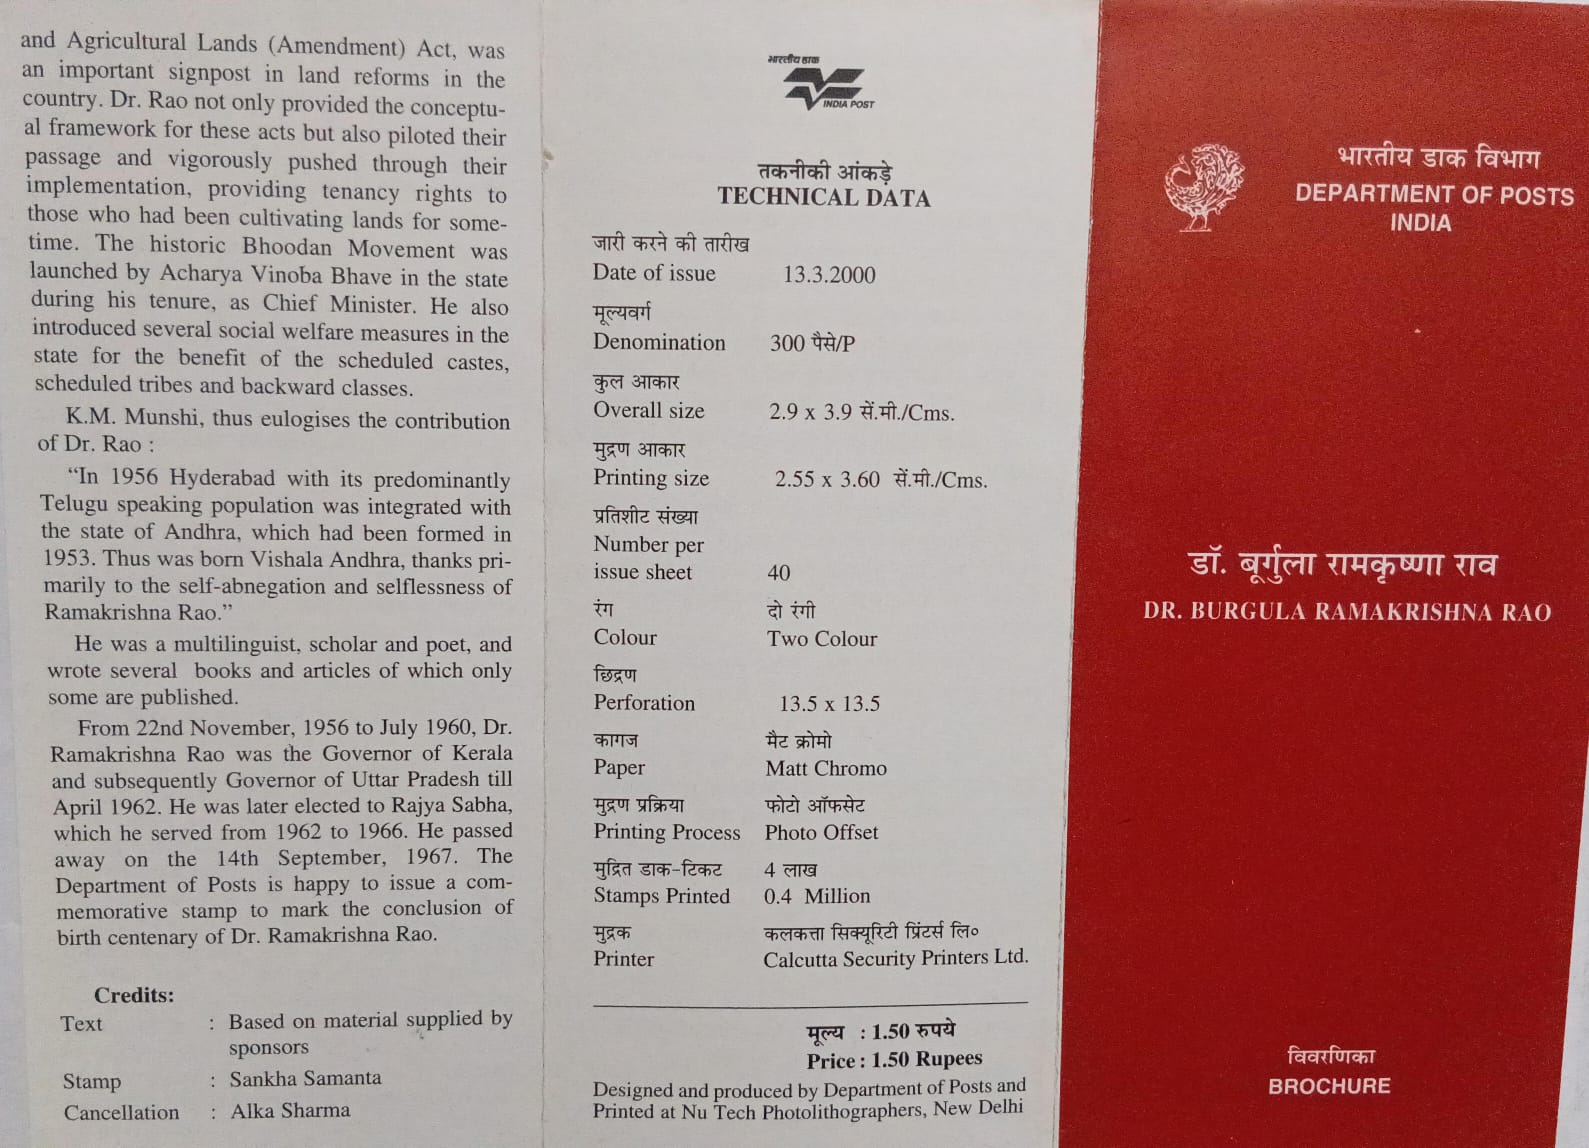 and Agricultural Lands (Amendment) Act, was
an important signpost in land reforms in the
country. Dr. Rao not only provided the conceptu-
al framework for these acts but also piloted their
passage and vigorously pushed through their
implementation, providing tenancy rights to
those who had been cultivating lands for some-
time. The historic Bhoodan Movement was
launched by Acharya Vinoba Bhave in the state
during his tenure, as Chief Minister. He also
introduced several social welfare measures in the
state for the benefit of the scheduled castes,
scheduled tribes and backward classes.
K.M. Munshi, thus eulogises the contribution
of Dr. Rao :
“In 1956 Hyderabad with its predominantly
Telugu speaking population was integrated with
the state of Andhra, which had been formed in
1953. Thus was born Vishala Andhra, thanks pri-
marily to the self-abnegation and selflessness of
Ramakrishna Rao.”
He was a multilinguist, scholar and poet, and
wrote several books and articles of which only
some are published.
From 22nd November, 1956 to July 1960, Dr.
Ramakrishna Rao was the Governor of Kerala
and subsequently Governor of Uttar Pradesh till
April 1962. He was later elected to Rajya Sabha,
which he served from 1962 to 1966. He passed
away on the 14th September, 1967. The
Department of Posts is happy to issue a com-
memorative stamp to mark the conclusion of
birth centenary of Dr. Ramakrishna Rao.
Credits:
Text : Based on material supplied by
sponsors
Stamp : Sankha Samanta
Cancellation : Alka Sharma
भारतीय डाक
INDIA POST
तकनीकी आंकड़े
TECHNICAL DATA
जारी करने की तारीख
Date of issue 13.3.2000
मूल्यवर्ग
Denomination 300 पैसे/P
कुल आकार
Overall size 2.9 x 3.9 सें.मी./Cms.
मुद्रण आकार
Printing size 2.55 x 3.60 सें.मी./Cms.
प्रतिशीट संख्या
Number per
issue sheet 40
रंग दो रंगी
Colour Two Colour
छिद्रण
Perforation 13.5 x 13.5
कागज मैट क्रोमो
Paper Matt Chromo
मुद्रण प्रक्रिया फोटो ऑफसेट
Printing Process Photo Offset
मुद्रित डाक-टिकट 4 लाख
Stamps Printed 0.4 Million
मुद्रक कलकत्ता सिक्यूरिटी प्रिंटर्स लि०
Printer Calcutta Security Printers Ltd.
मूल्य : 1.50 रुपये
Price : 1.50 Rupees
Designed and produced by Department of Posts and
Printed at Nu Tech Photolithographers, New Delhi
भारतीय डाक विभाग
DEPARTMENT OF POSTS
INDIA
डॉ. बूर्गुला रामकृष्णा राव
DR. BURGULA RAMAKRISHNA RAO
विवरणिका
BROCHURE